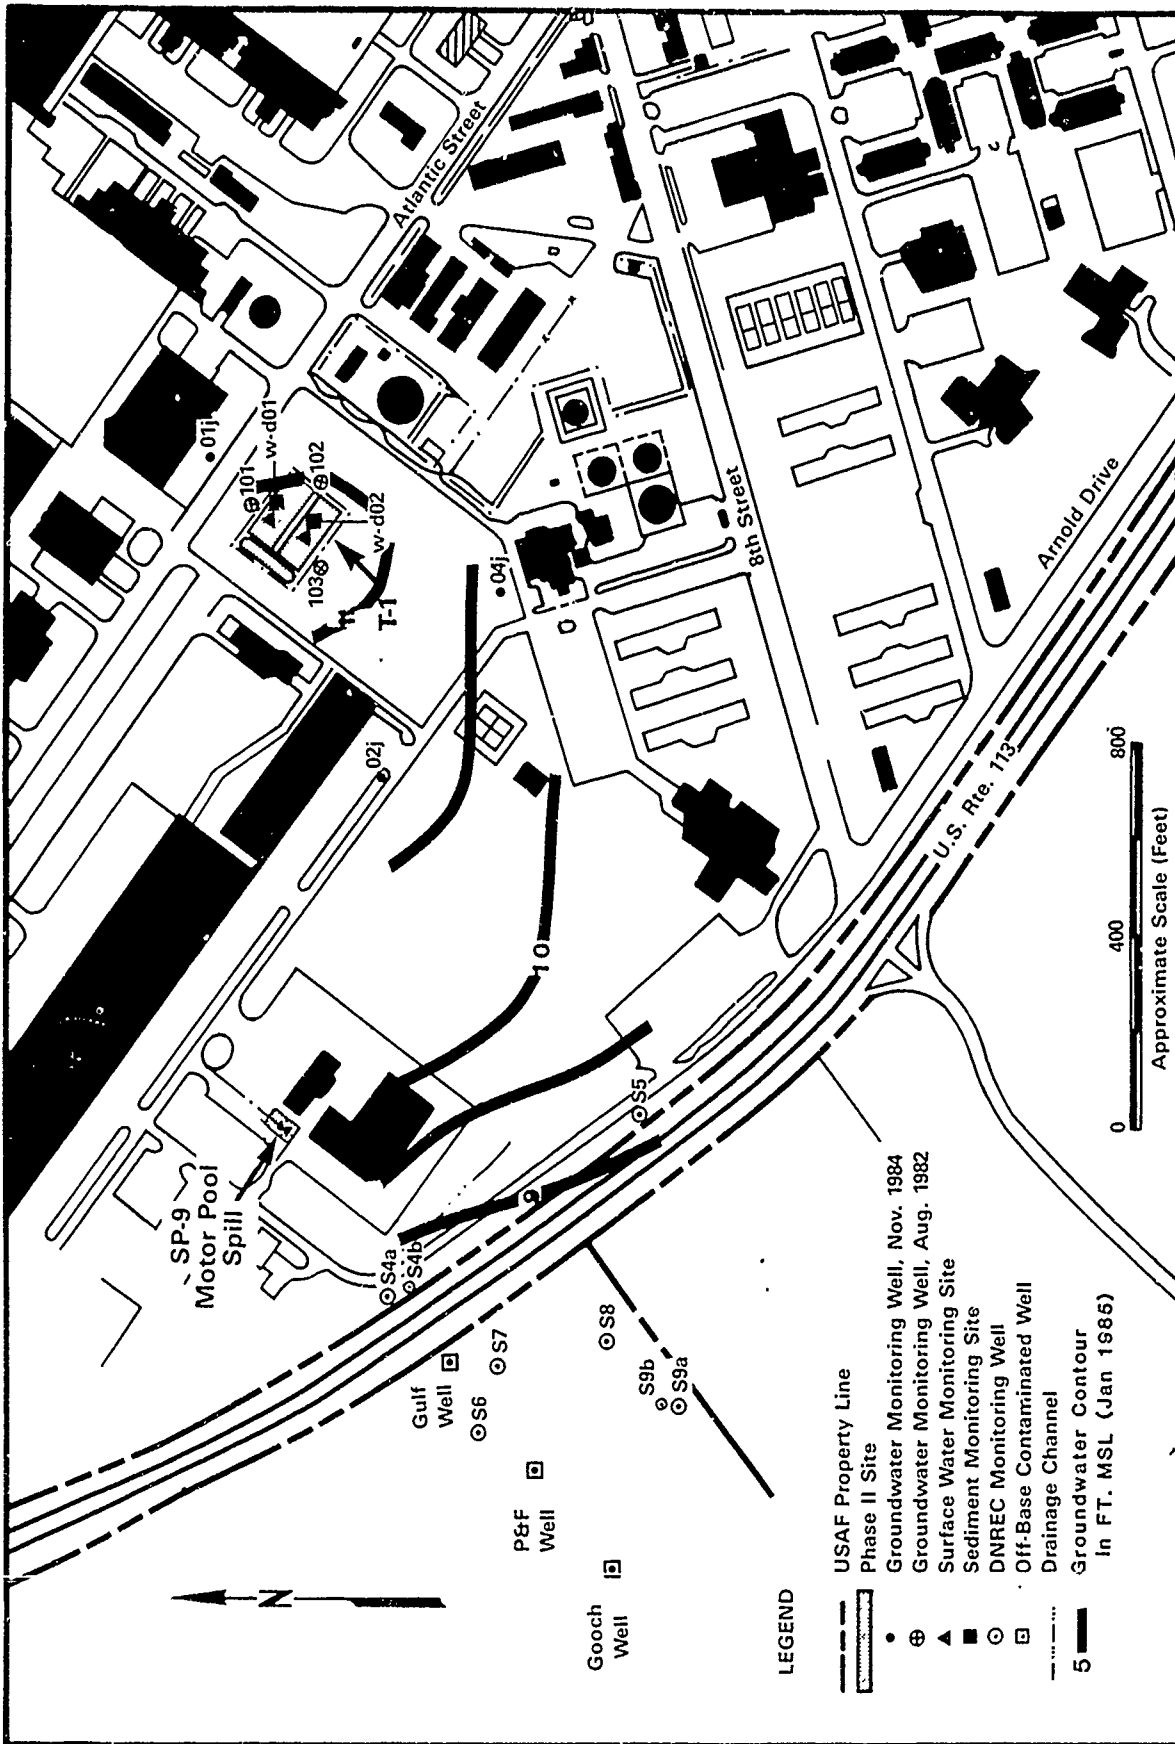 Atlantic Street
01j
101
w-d01
102
w-d02
103
11
T-1
04j
02j
8th Street
Arnold Drive
U.S. Rte. 113
10
SP-9
Motor Pool
Spill
S4a
S4b
S5
9
Gulf
Well
S6
S7
S8
S9b
S9a
P&F
Well
Gooch
Well
N
LEGEND
USAF Property Line
Phase II Site
Groundwater Monitoring Well, Nov. 1984
Groundwater Monitoring Well, Aug. 1982
Surface Water Monitoring Site
Sediment Monitoring Site
DNREC Monitoring Well
Off-Base Contaminated Well
Drainage Channel
5 Groundwater Contour
In FT. MSL (Jan 1985)
0 400 800
Approximate Scale (Feet)